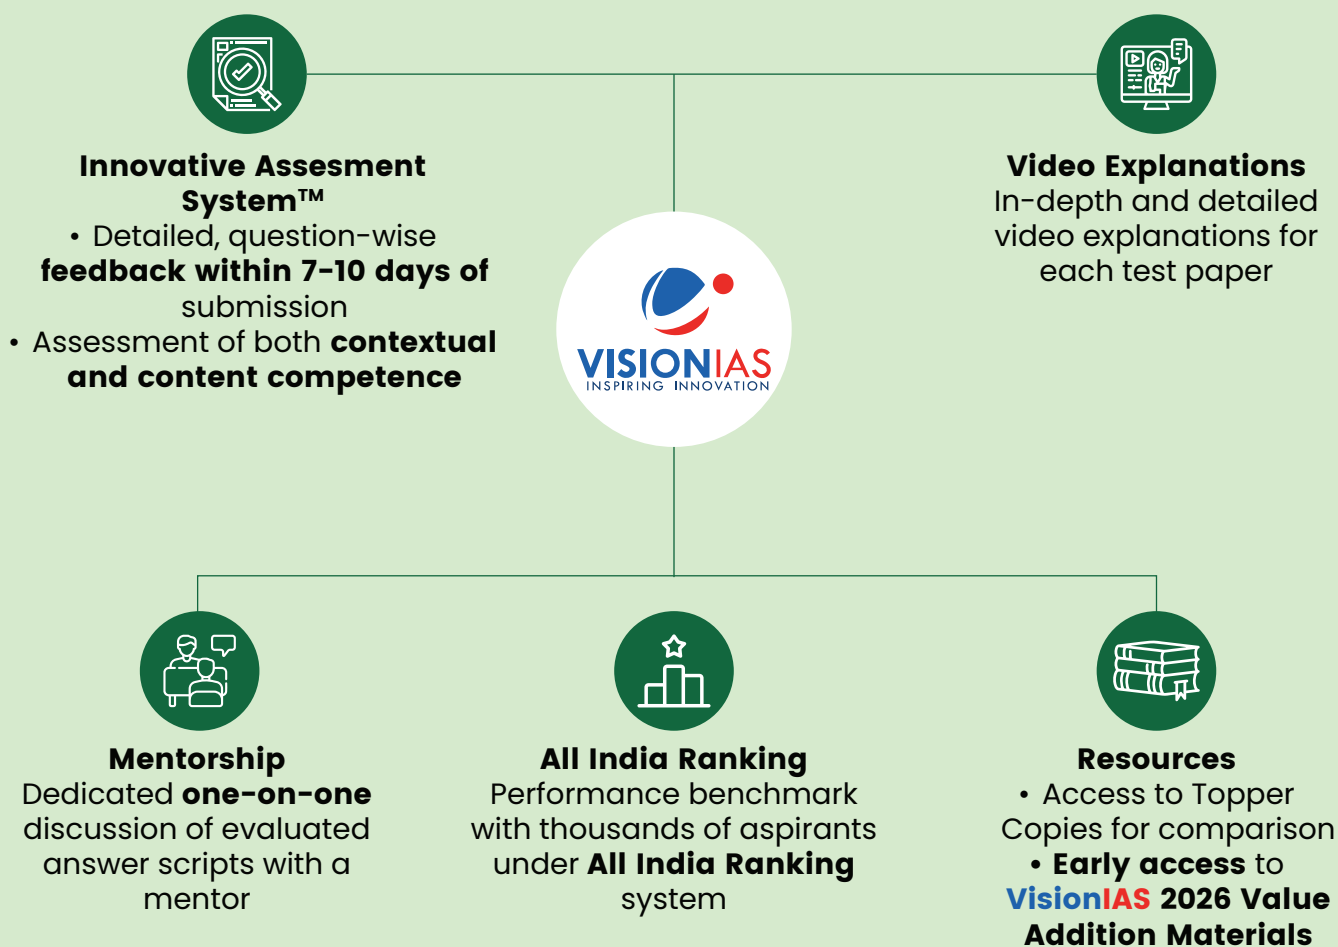 Innovative Assesment
System™
• Detailed, question-wise
feedback within 7-10 days of
submission
• Assessment of both contextual
and content competence
Video Explanations
In-depth and detailed
video explanations for
each test paper
VISIONIAS
INSPIRING INNOVATION
Mentorship
Dedicated one-on-one
discussion of evaluated
answer scripts with a
mentor
All India Ranking
Performance benchmark
with thousands of aspirants
under All India Ranking
system
Resources
• Access to Topper
Copies for comparison
• Early access to
VisionIAS 2026 Value
Addition Materials